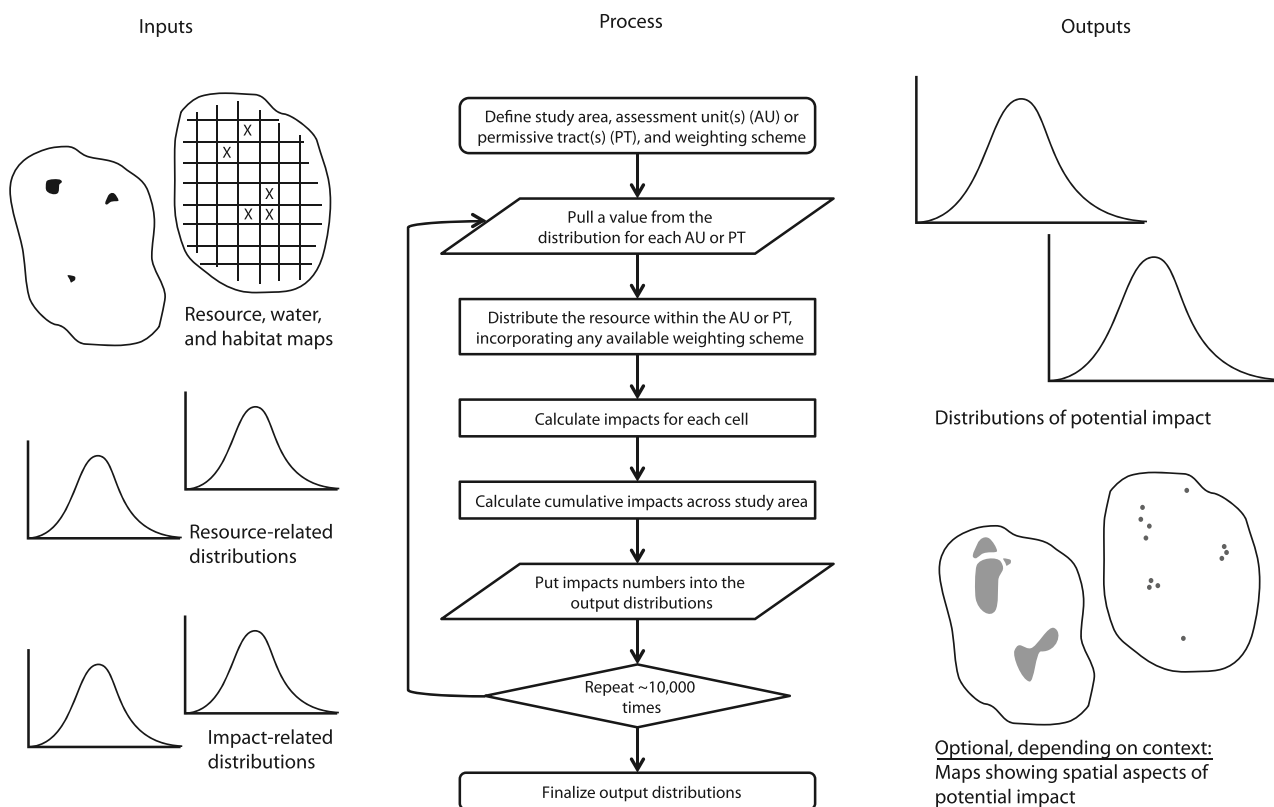 Inputs
Process
Outputs
X
X
X
X X
Resource, water,
and habitat maps
Resource-related
distributions
Impact-related
distributions
Define study area, assessment unit(s) (AU) or
permissive tract(s) (PT), and weighting scheme
Pull a value from the
distribution for each AU or PT
Distribute the resource within the AU or PT,
incorporating any available weighting scheme
Calculate impacts for each cell
Calculate cumulative impacts across study area
Put impacts numbers into the
output distributions
Repeat ~10,000
times
Finalize output distributions
Distributions of potential impact
Optional, depending on context:
Maps showing spatial aspects of
potential impact